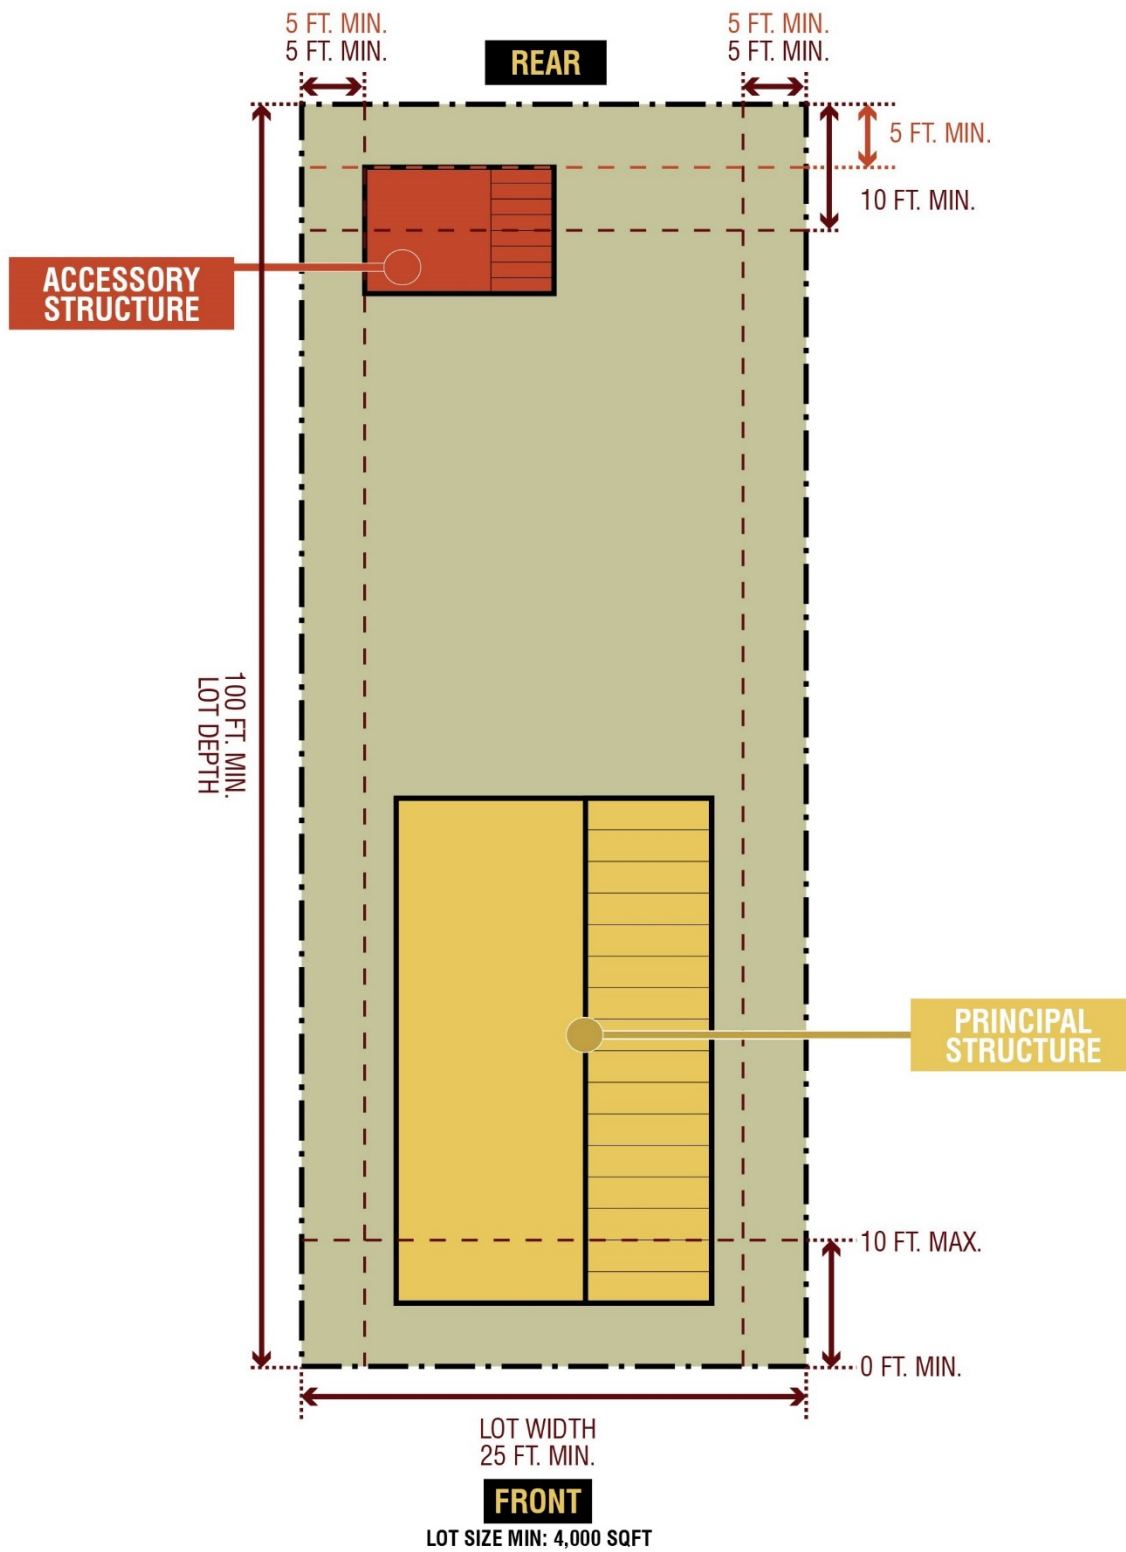 5 FT. MIN.
5 FT. MIN.
5 FT. MIN.
5 FT. MIN.
REAR
5 FT. MIN.
10 FT. MIN.
ACCESSORY
STRUCTURE
100 FT. MIN.
LOT DEPTH
PRINCIPAL
STRUCTURE
10 FT. MAX.
0 FT. MIN.
LOT WIDTH
25 FT. MIN.
FRONT
LOT SIZE MIN: 4,000 SQFT